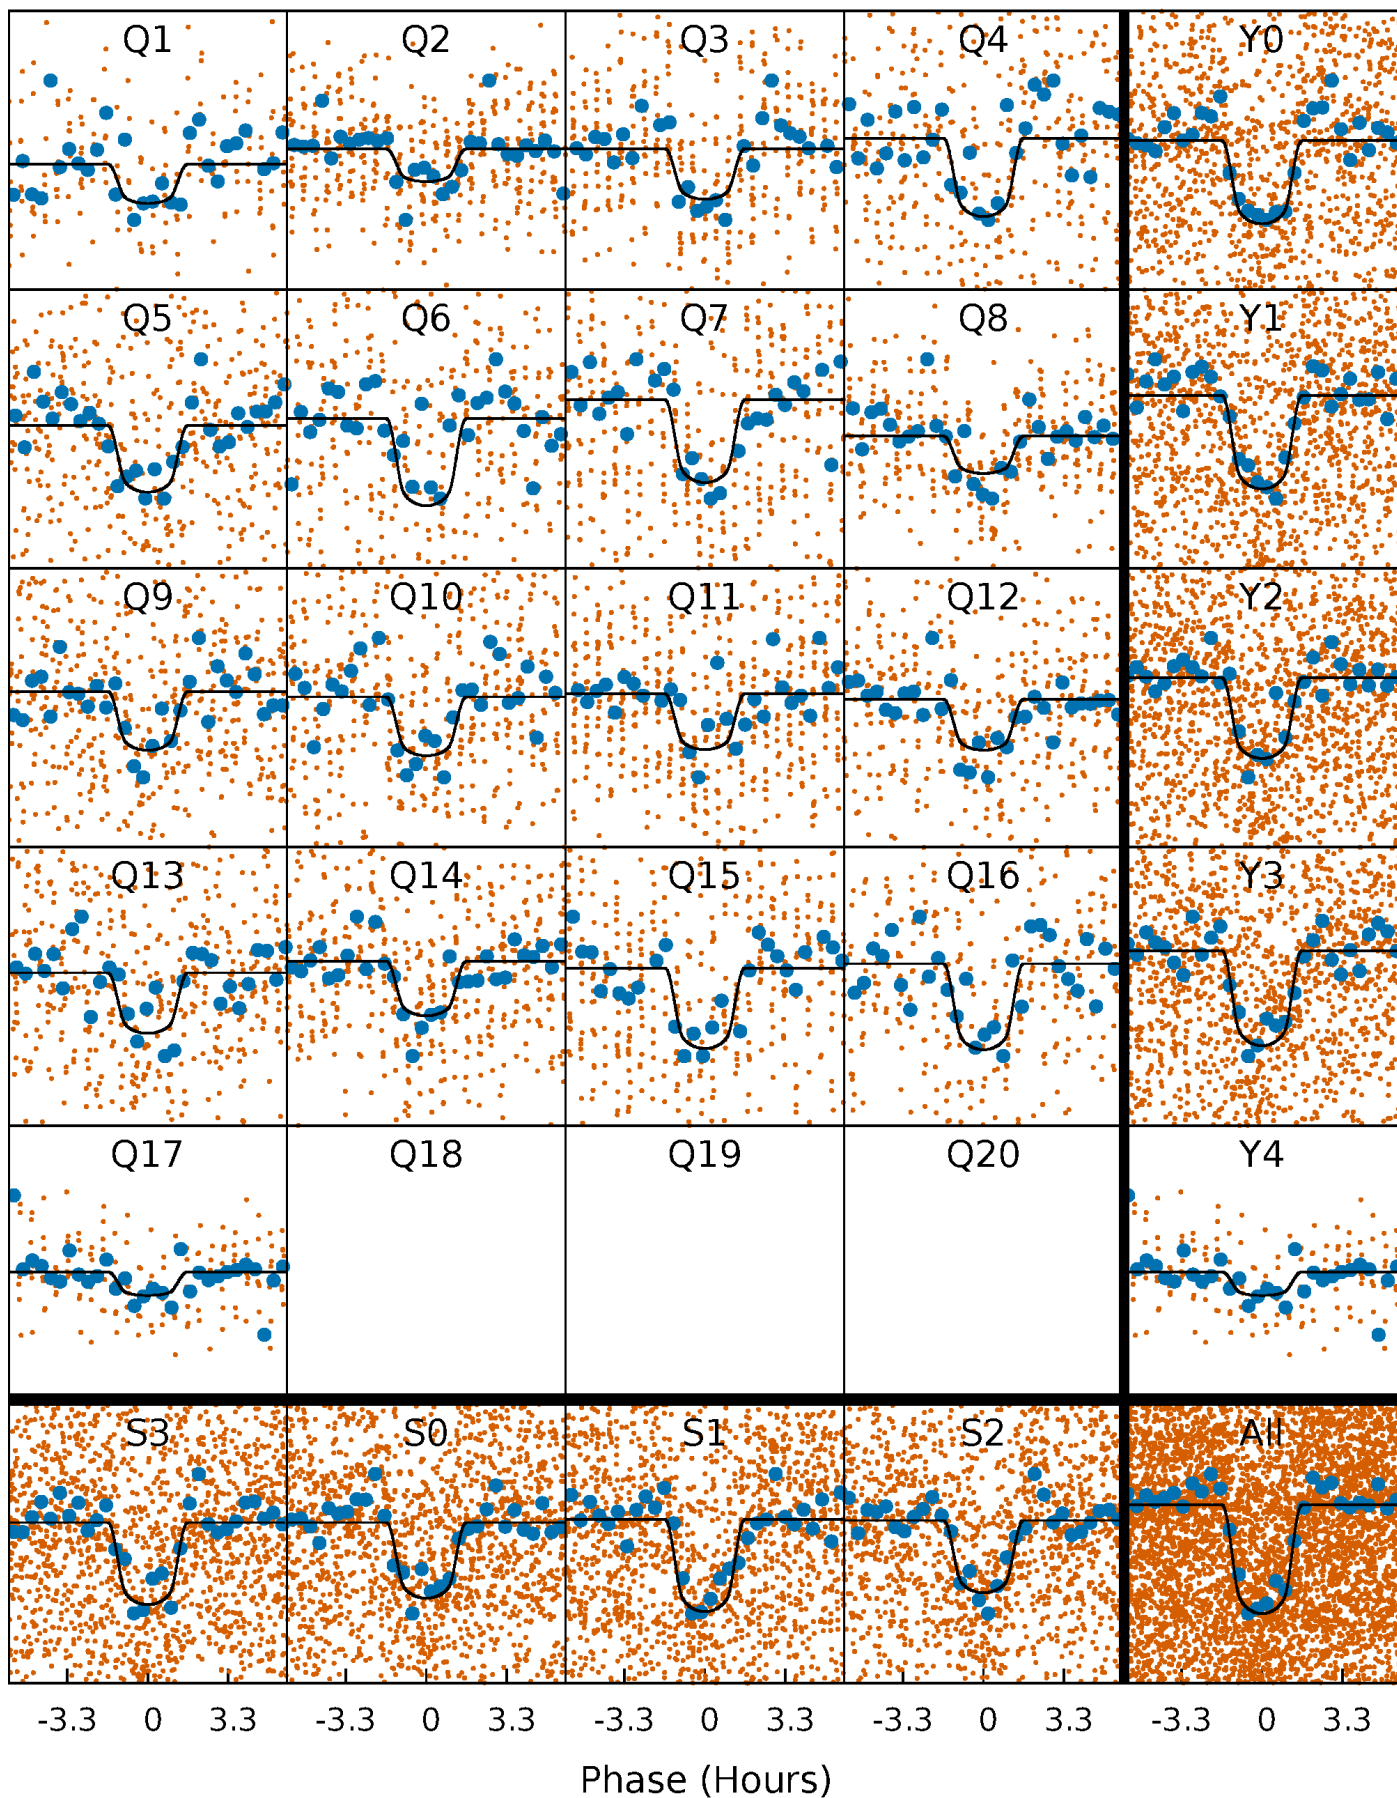 Q1 Q2 Q3 Q4 Y0
Q5 Q6 Q7 Q8 Y1
Q9 Q10 Q11 Q12 Y2
Q13 Q14 Q15 Q16 Y3
Q17 Q18 Q19 Q20 Y4
S3 S0 S1 S2 All
-3.3 0 3.3 -3.3 0 3.3 -3.3 0 3.3 -3.3 0 3.3 -3.3 0 3.3
Phase (Hours)